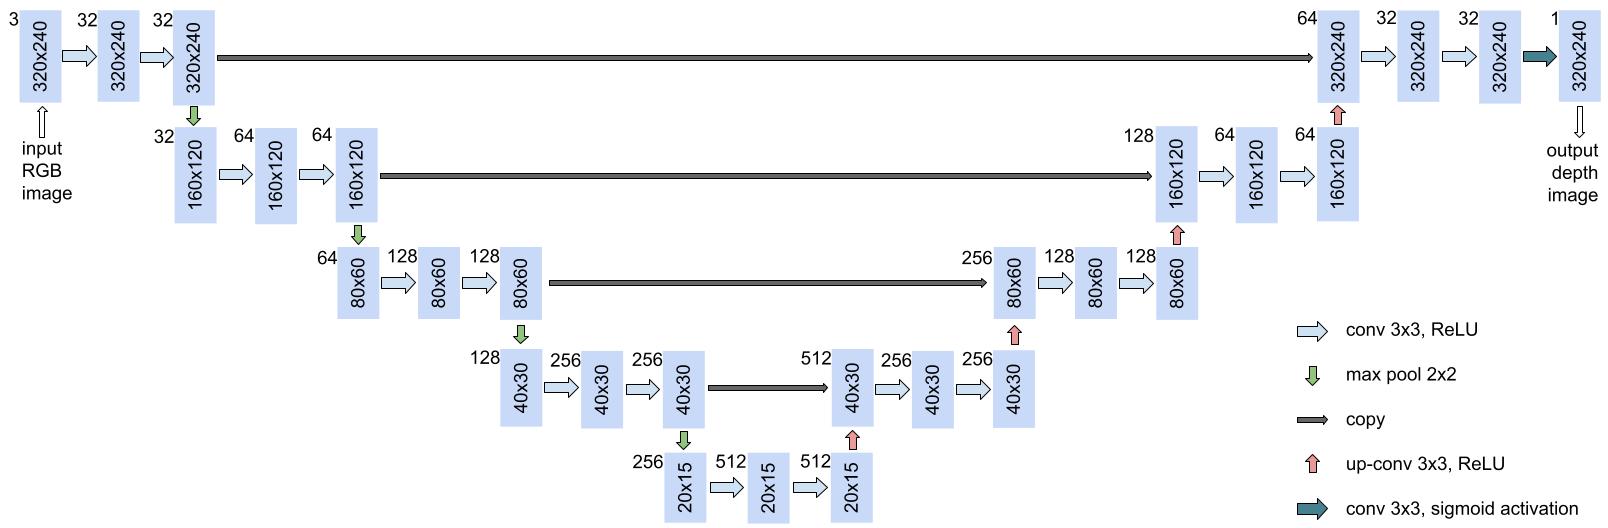 3 32 32 64 32 32 1
320x240 320x240 320x240 320x240 320x240 320x240 320x240
input
RGB
image
output
depth
image
32 64 64 128 64 64
160x120 160x120 160x120 160x120 160x120 160x120
64 128 128 256 128 128
80x60 80x60 80x60 80x60 80x60 80x60
128 256 256 512 256 256
40x30 40x30 40x30 40x30 40x30 40x30
256 512 512
20x15 20x15 20x15
conv 3x3, ReLU
max pool 2x2
copy
up-conv 3x3, ReLU
conv 3x3, sigmoid activation